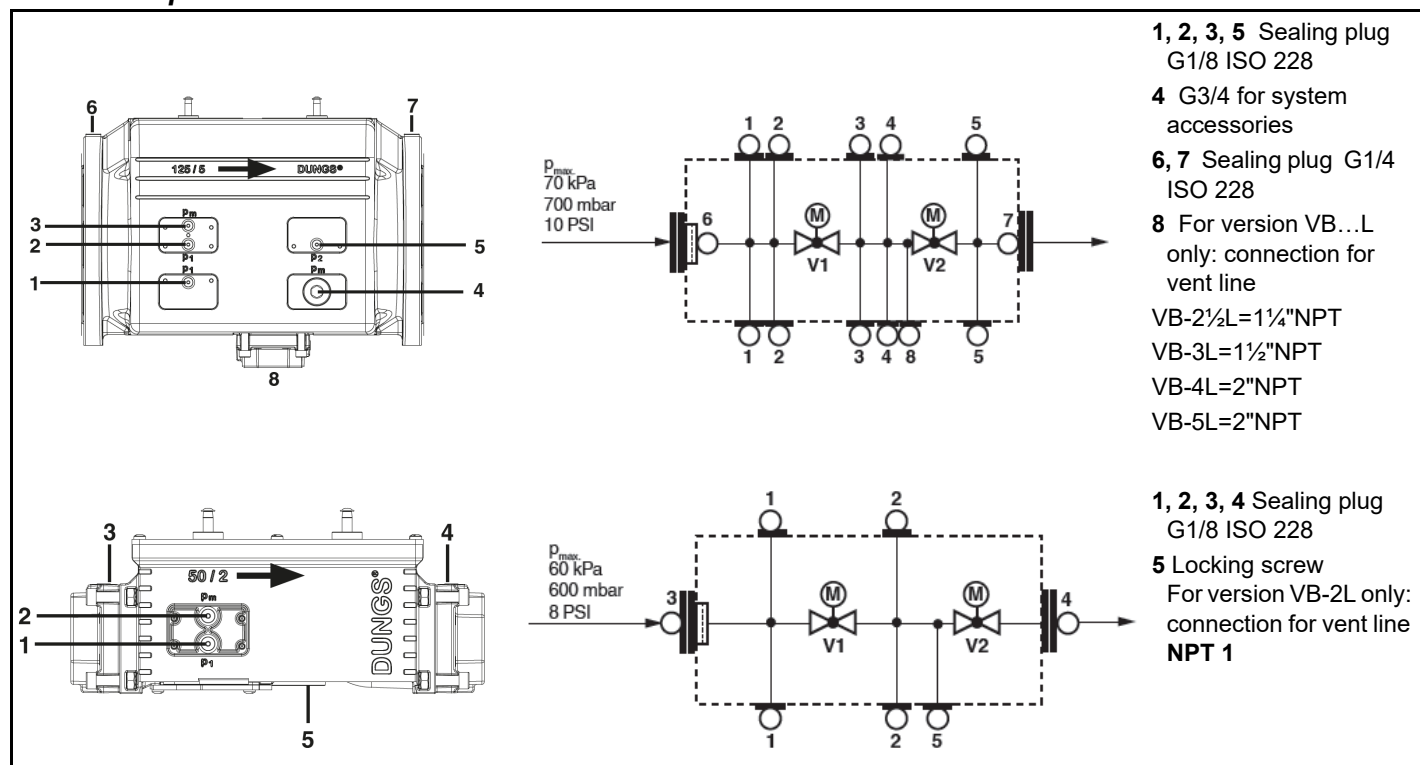 1, 2, 3, 5 Sealing plug
G1/8 ISO 228
4 G3/4 for system
accessories
6, 7 Sealing plug G1/4
ISO 228
8 For version VB…L
only: connection for
vent line
VB-2½L=1¼"NPT
VB-3L=1½"NPT
VB-4L=2"NPT
VB-5L=2"NPT
6
7
125 / 5
DUNGS®
Pm
3
2
P1
5
P2
P1
Pm
1
4
8
1 2 3 4 5
pmax.
70 kPa
700 mbar
10 PSI
6
M
M
7
V1
V2
1 2 3 4 8 5
3
4
50 / 2
DUNGS®
Pm
2
1
P1
5
1 2
pmax.
60 kPa
600 mbar
8 PSI
3
M
M
4
V1
V2
1 2 5
1, 2, 3, 4 Sealing plug
G1/8 ISO 228
5 Locking screw
For version VB-2L only:
connection for vent line
NPT 1